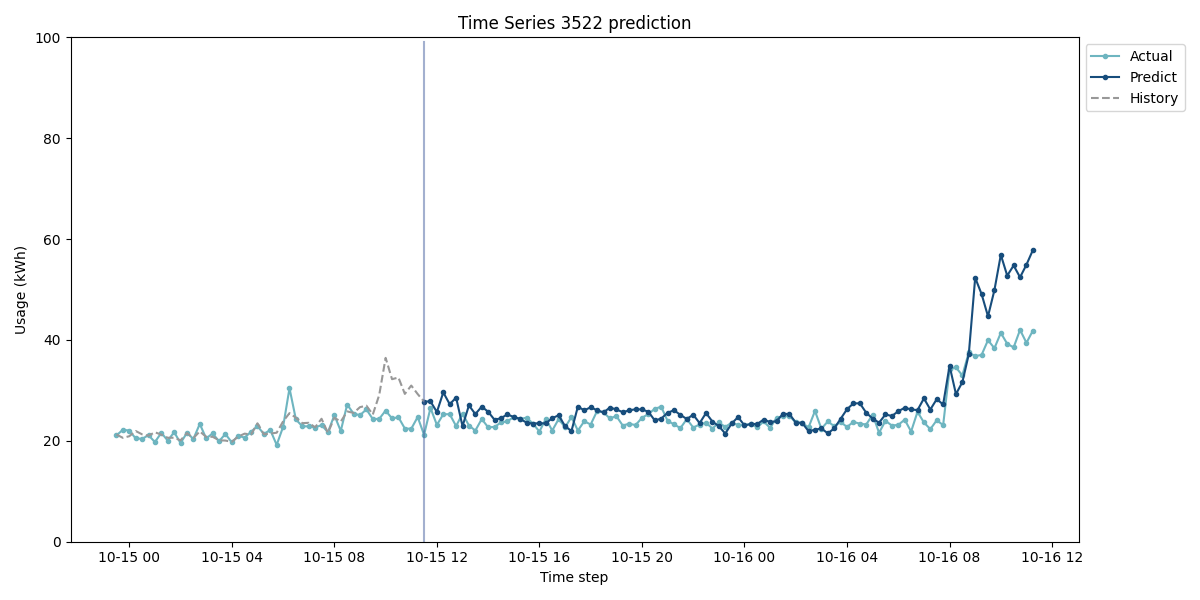 Time Series 3522 prediction
100
80
60
40
20
0
Usage (kWh)
10-15 00
10-15 04
10-15 08
10-15 12
10-15 16
10-15 20
10-16 00
10-16 04
10-16 08
10-16 12
Time step
Actual
Predict
History